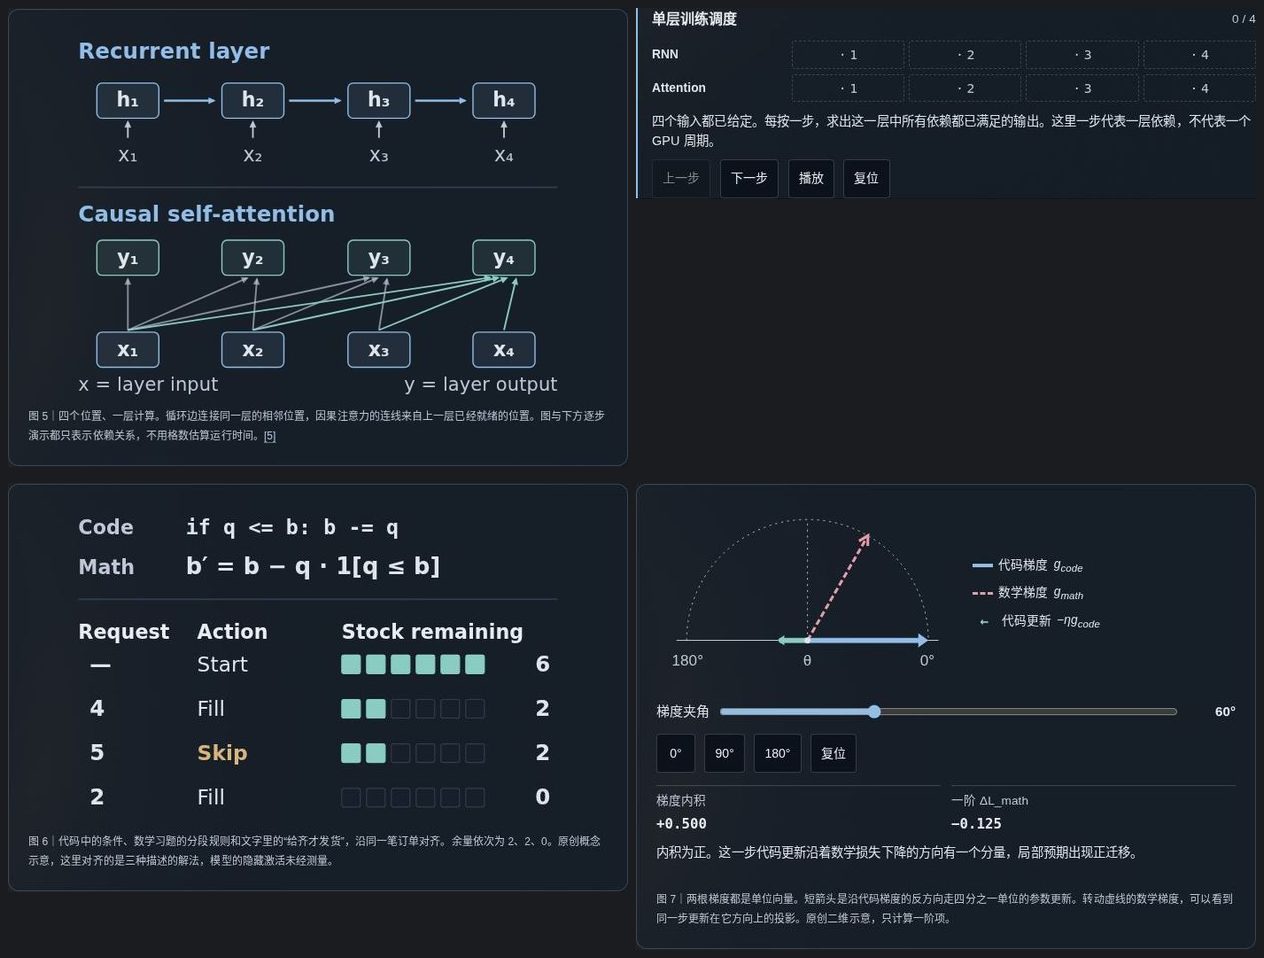 Recurrent layer
h₁ h₂ h₃ h₄
x₁ x₂ x₃ x₄
Causal self-attention
y₁ y₂ y₃ y₄
x₁ x₂ x₃ x₄
x = layer input y = layer output
图 5｜四个位置、一层计算。循环边连接同一层的相邻位置，因果注意力的连线来自上一层已经就绪的位置。图与下方逐步
演示都只表示依赖关系，不用格数估算运行时间。[5]
单层训练调度 0 / 4
RNN · 1 · 2 · 3 · 4
Attention · 1 · 2 · 3 · 4
四个输入都已给定。每按一步，求出这一层中所有依赖都已满足的输出。这里一步代表一层依赖，不代表一个
GPU 周期。
上一步 下一步 播放 复位
Code if q <= b: b -= q
Math b′ = b − q · 1[q ≤ b]
Request Action Stock remaining
— Start 6
4 Fill 2
5 Skip 2
2 Fill 0
图 6｜代码中的条件、数学习题的分段规则和文字里的“给齐才发货”，沿同一笔订单对齐。余量依次为 2、2、0。原创概念
示意，这里对齐的是三种描述的解法，模型的隐藏激活未经测量。
代码梯度 g_code
数学梯度 g_math
← 代码更新 −ηg_code
180° θ 0°
梯度夹角 60°
0° 90° 180° 复位
梯度内积 一阶 ΔL_math
+0.500 −0.125
内积为正。这一步代码更新沿着数学损失下降的方向有一个分量，局部预期出现正迁移。
图 7｜两根梯度都是单位向量。短箭头是沿代码梯度的反方向走四分之一单位的参数更新。转动虚线的数学梯度，可以看到
同一步更新在它方向上的投影。原创二维示意，只计算一阶项。